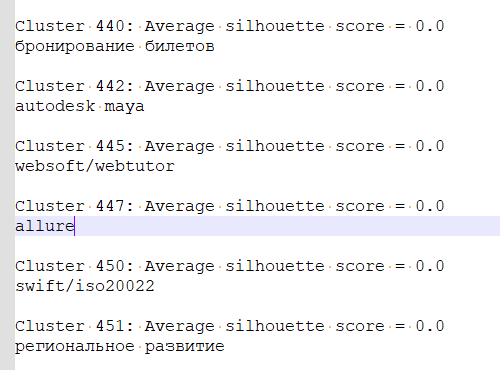 Cluster 440: Average silhouette score = 0.0
бронирование билетов
Cluster 442: Average silhouette score = 0.0
autodesk maya
Cluster 445: Average silhouette score = 0.0
websoft/webtutor
Cluster 447: Average silhouette score = 0.0
allure
Cluster 450: Average silhouette score = 0.0
swift/iso20022
Cluster 451: Average silhouette score = 0.0
региональное развитие